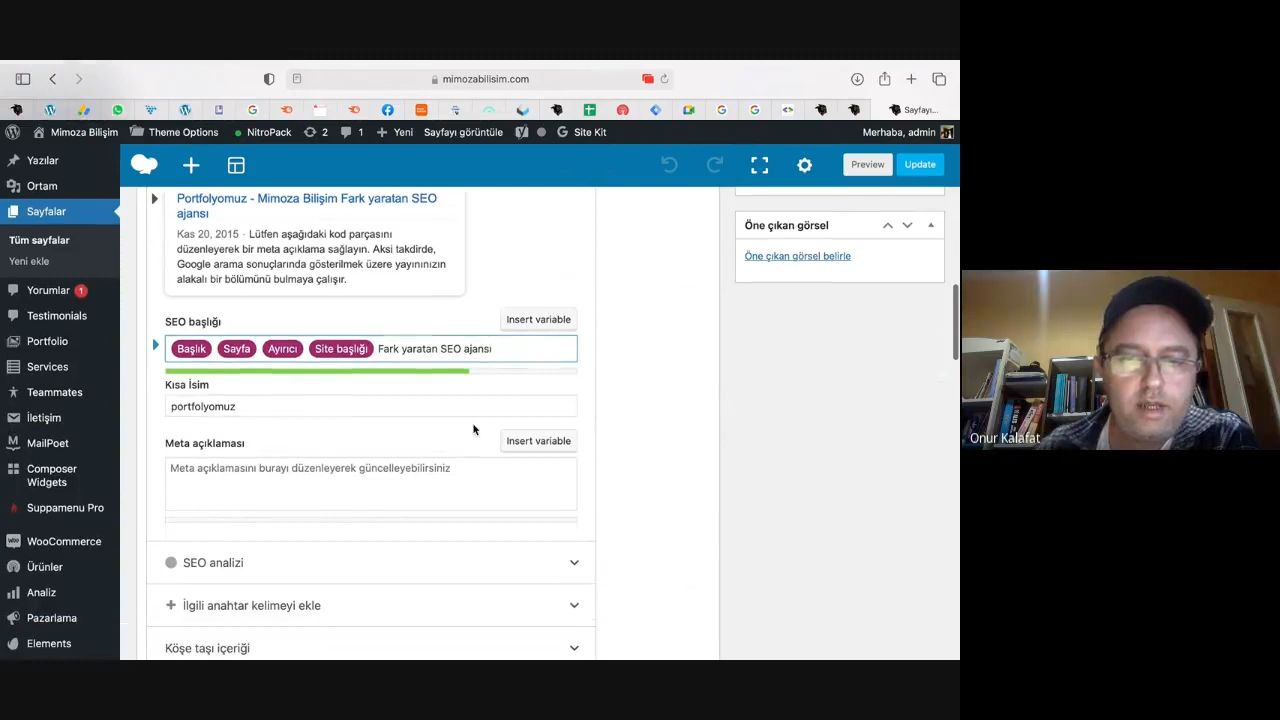 mimozabilisim.com
Sayfayı...
Mimoza Bilişim
Theme Options
NitroPack
2
1
Yeni
Sayfayı görüntüle
Site Kit
Merhaba, admin
Yazılar
Ortam
Sayfalar
Tüm sayfalar
Yeni ekle
Yorumlar 1
Testimonials
Portfolio
Services
Teammates
İletişim
MailPoet
Composer
Widgets
Suppamenu Pro
WooCommerce
Ürünler
Analiz
Pazarlama
Elements
Preview
Update
Portfolyomuz - Mimoza Bilişim Fark yaratan SEO
ajansı
Kas 20, 2015 · Lütfen aşağıdaki kod parçasını
düzenleyerek bir meta açıklama sağlayın. Aksi takdirde,
Google arama sonuçlarında gösterilmek üzere yayınınızın
alakalı bir bölümünü bulmaya çalışır.
SEO başlığı
Insert variable
Başlık Sayfa Ayırıcı Site başlığı Fark yaratan SEO ajansı
Kısa İsim
portfolyomuz
Meta açıklaması
Insert variable
Meta açıklamasını burayı düzenleyerek güncelleyebilirsiniz
SEO analizi
İlgili anahtar kelimeyi ekle
Köşe taşı içeriği
Öne çıkan görsel
Öne çıkan görsel belirle
Onur Kalafat